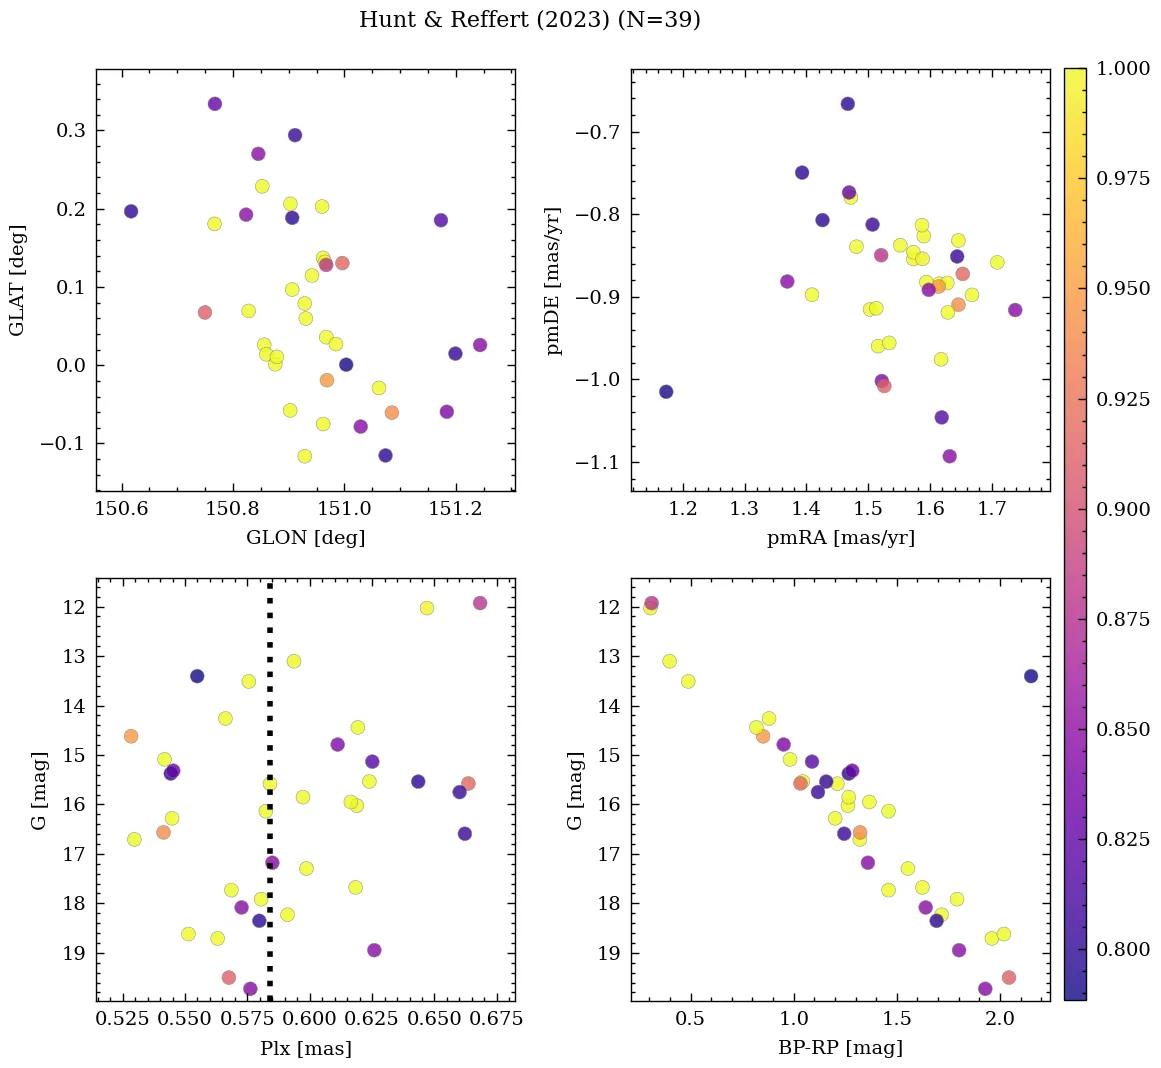 Hunt & Reffert (2023) (N=39)
0.3
0.2
0.1
0.0
−0.1
GLAT [deg]
150.6 150.8 151.0 151.2
GLON [deg]
−0.7
−0.8
−0.9
−1.0
−1.1
pmDE [mas/yr]
1.2 1.3 1.4 1.5 1.6 1.7
pmRA [mas/yr]
12
13
14
15
16
17
18
19
G [mag]
0.525 0.550 0.575 0.600 0.625 0.650 0.675
Plx [mas]
12
13
14
15
16
17
18
19
G [mag]
0.5 1.0 1.5 2.0
BP-RP [mag]
1.000
0.975
0.950
0.925
0.900
0.875
0.850
0.825
0.800